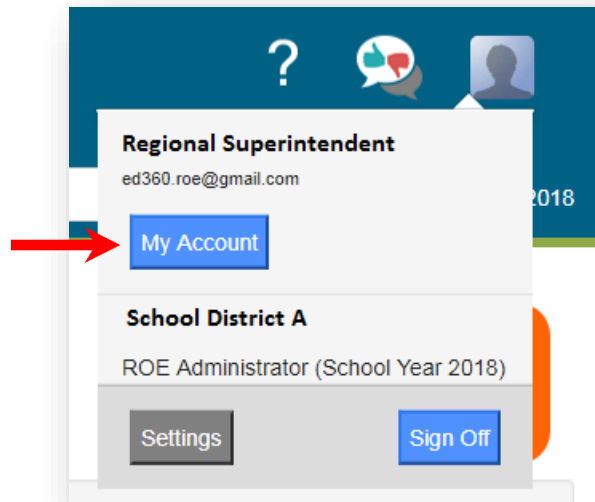 ?
Regional Superintendent
ed360.roe@gmail.com
2018
My Account
School District A
ROE Administrator (School Year 2018)
Settings
Sign Off